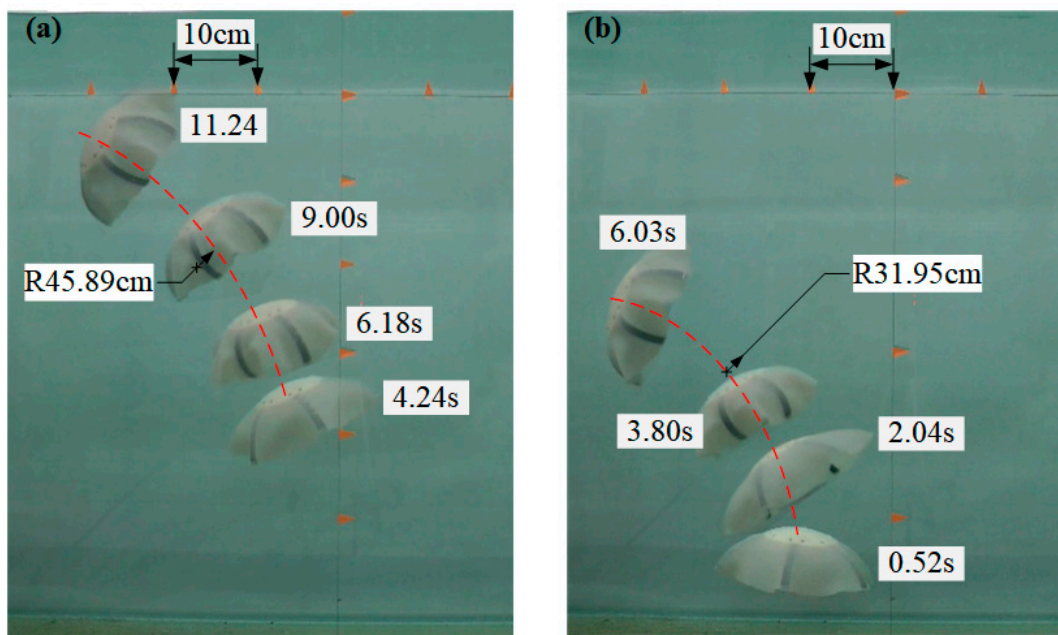 (a)
10cm
11.24
9.00s
R45.89cm
6.18s
4.24s
(b)
10cm
6.03s
R31.95cm
3.80s
2.04s
0.52s